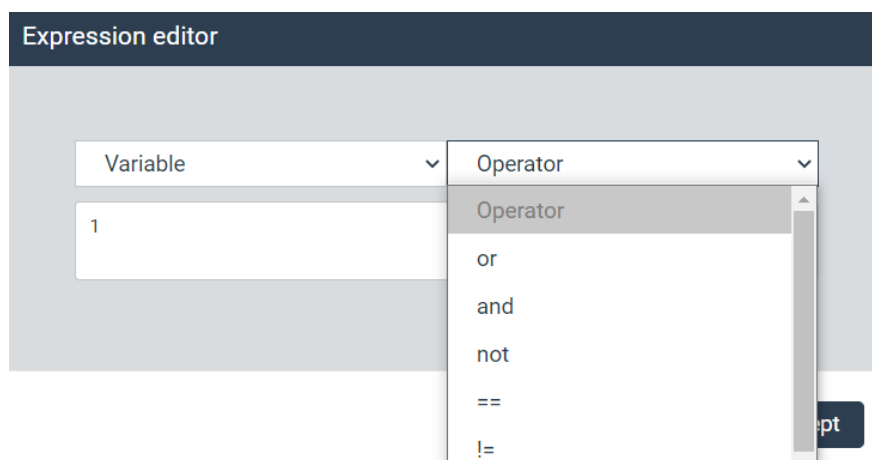 Expression editor
Variable
Operator
1
Operator
or
and
not
==
!=